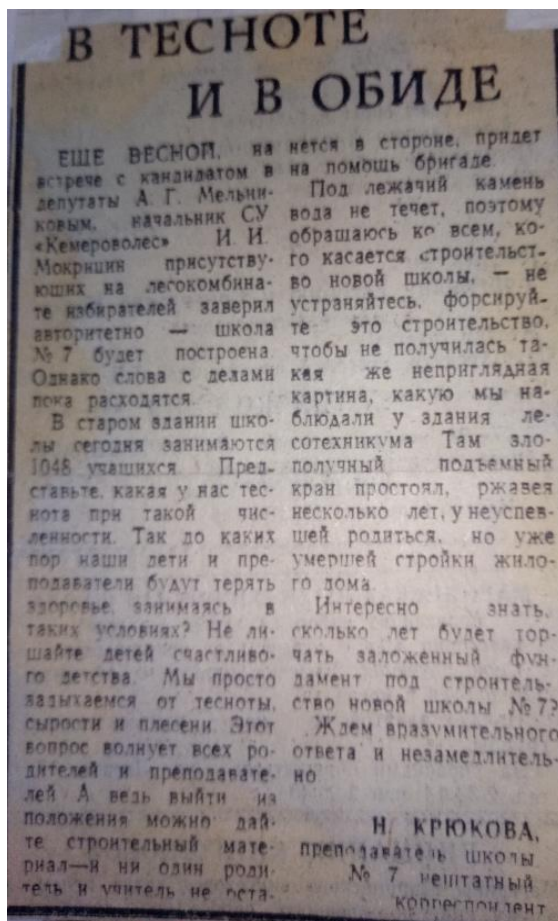 В ТЕСНОТЕ
И В ОБИДЕ
ЕЩЕ ВЕСНОЙ, на
встрече с кандидатом в
депутаты А. Г. Мельни-
ковым, начальник СУ
«Кемероволес» И. И.
Мокрицин присутству-
ющих на лесокомбина-
те избирателей заверил
авторитетно — школа
№ 7 будет построена
Однако слова с делами
пока расходятся.
В старом здании шко-
лы сегодня занимаются
1048 учащихся. Пред-
ставьте, какая у нас тес-
нота при такой чис-
ленности. Так до каких
пор наши дети и пре-
подаватели будут терять
здоровье, занимаясь в
таких условиях? Не ли-
шайте детей счастливо-
го детства. Мы просто
задыхаемся от тесноты,
сырости и плесени. Этот
вопрос волнует всех ро-
дителей и преподавате-
лей А ведь выйти из
положения можно дай-
те строительный мате-
риал—и ни один роди-
тель и учитель не оста-
нется в стороне, придет
на помощь бригаде.
Под лежачий камень
вода не течет, поэтому
обращаюсь ко всем, ко-
го касается строительст-
во новой школы, — не
устраняйтесь, форсируй-
те это строительство,
чтобы не получилась та-
кая же неприглядная
картина, какую мы на-
блюдали у здания ле-
сотехникума Там зло-
получный подъемный
кран простоял, ржавея
несколько лет, у неуспев-
шей родиться, но уже
умершей стройки жило-
го дома.
Интересно знать,
сколько лет будет тор-
чать заложенный фун-
дамент под строитель-
ство новой школы № 7?
Ждем вразумительного
ответа и незамедлитель-
но
Н. КРЮКОВА,
преподаватель школы
№ 7 нештатный
корреспондент